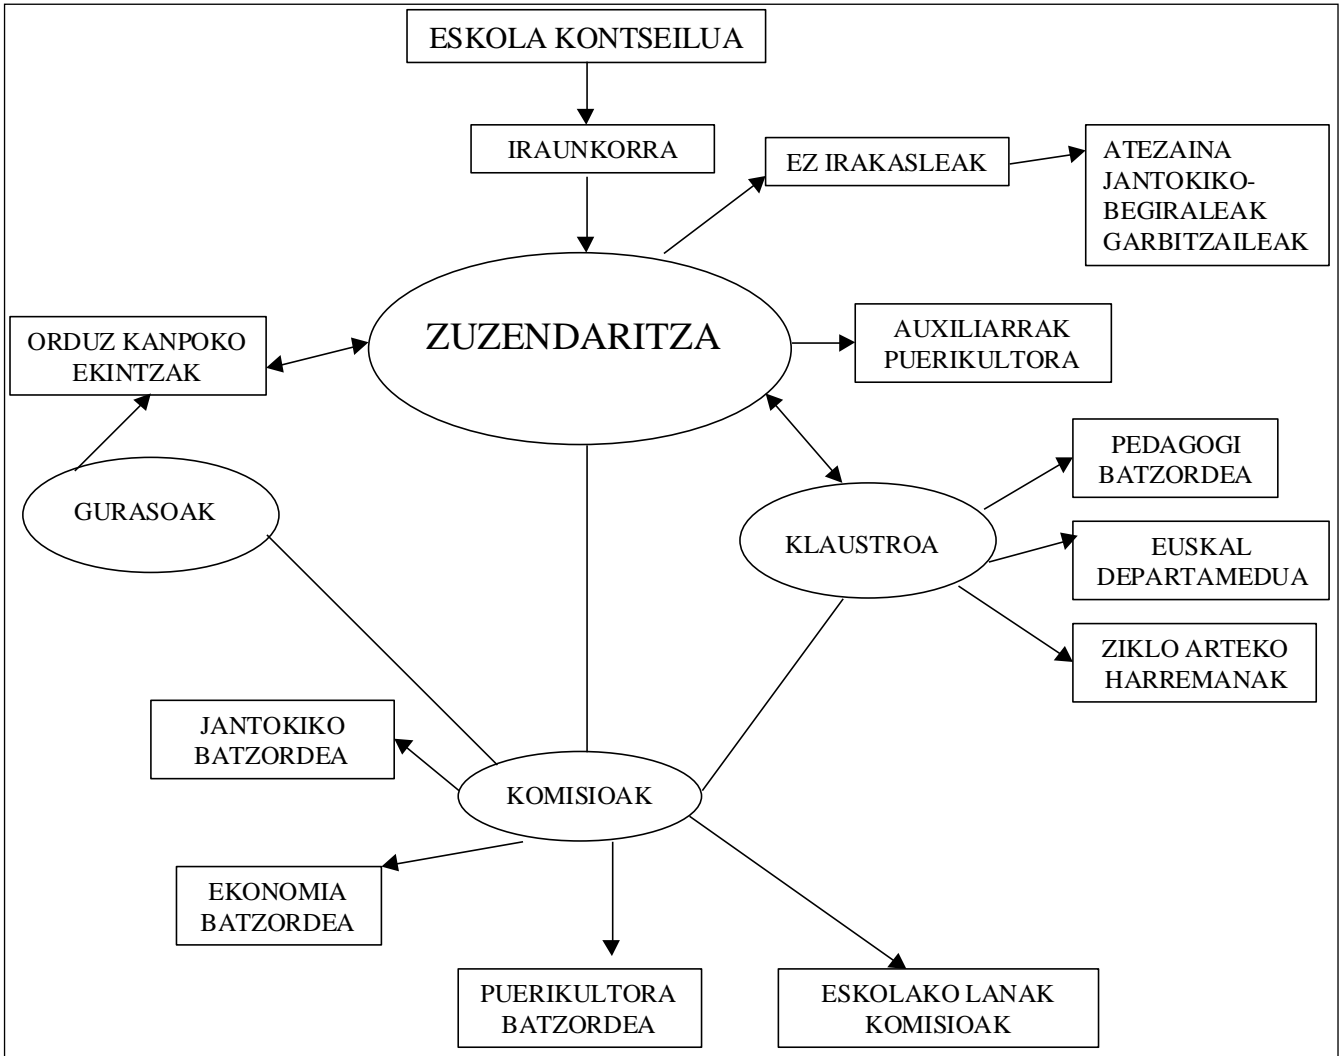 ESKOLA KONTSEILUA
IRAUNKORRA
EZ IRAKASLEAK
ATEZAINA
JANTOKIKO-
BEGIRALEAK
GARBITZAILEAK
ZUZENDARITZA
ORDUZ KANPOKO
EKINTZAK
AUXILIARRAK
PUERIKULTORA
GURASOAK
KLAUSTROA
PEDAGOGI
BATZORDEA
EUSKAL
DEPARTAMEDUA
ZIKLO ARTEKO
HARREMANAK
JANTOKIKO
BATZORDEA
KOMISIOAK
EKONOMIA
BATZORDEA
PUERIKULTORA
BATZORDEA
ESKOLAKO LANAK
KOMISIOAK